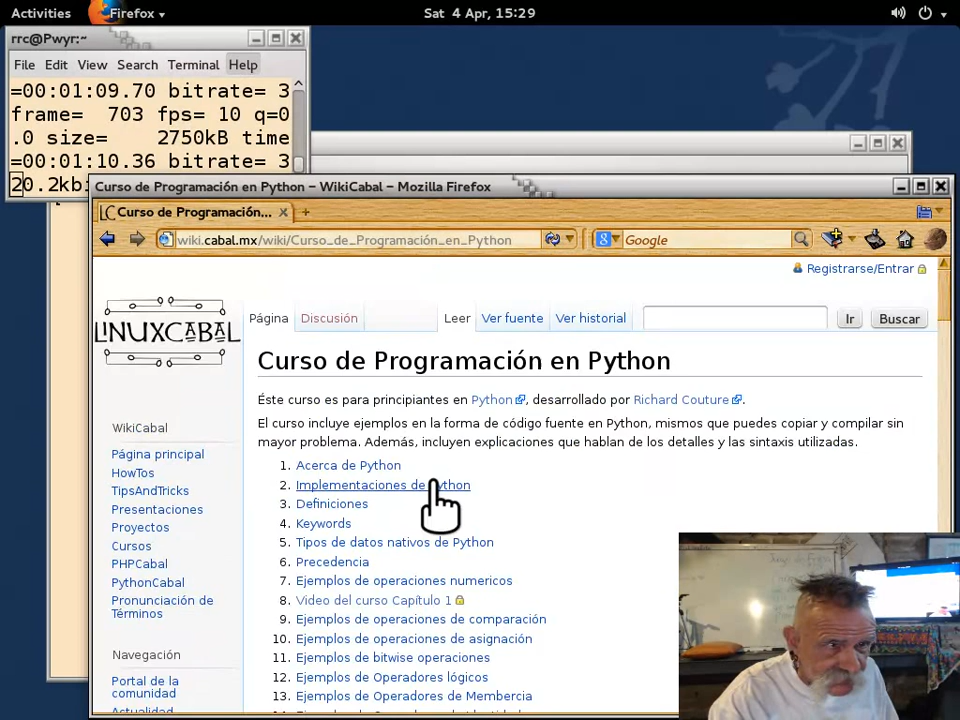 Activities Firefox Sat 4 Apr, 15:29
rrc@Pwyr:~
File Edit View Search Terminal Help
=00:01:09.70 bitrate= 3
frame= 703 fps= 10 q=0
.0 size= 2750kB time
=00:01:10.36 bitrate= 3
20.2kb
Curso de Programación en Python – WikiCabal – Mozilla Firefox
Curso de Programación...
wiki.cabal.mx/wiki/Curso_de_Programación_en_Python
Google
Registrarse/Entrar
LINUXCABAL
Página Discusión Leer Ver fuente Ver historial Ir Buscar
Curso de Programación en Python
Éste curso es para principiantes en Python, desarrollado por Richard Couture.
El curso incluye ejemplos en la forma de código fuente en Python, mismos que puedes copiar y compilar sin
mayor problema. Además, incluyen explicaciones que hablan de los detalles y las sintaxis utilizadas.
1. Acerca de Python
2. Implementaciones de Python
3. Definiciones
4. Keywords
5. Tipos de datos nativos de Python
6. Precedencia
7. Ejemplos de operaciones numericos
8. Video del curso Capítulo 1
9. Ejemplos de operaciones de comparación
10. Ejemplos de operaciones de asignación
11. Ejemplos de bitwise operaciones
12. Ejemplos de Operadores lógicos
13. Ejemplos de Operadores de Membercia
WikiCabal
Página principal
HowTos
TipsAndTricks
Presentaciones
Proyectos
Cursos
PHPCabal
PythonCabal
Pronunciación de
Términos
Navegación
Portal de la
comunidad
Actualidad